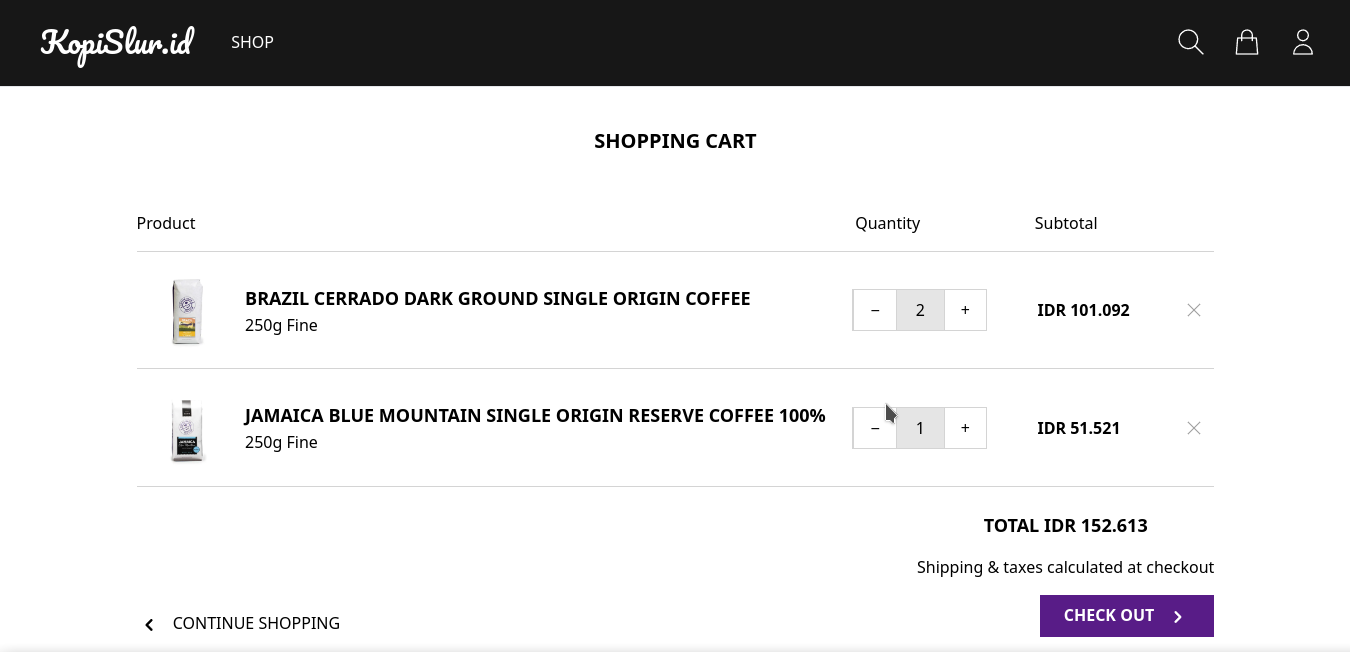 KopiSlur.id SHOP
SHOPPING CART
Product Quantity Subtotal
BRAZIL CERRADO DARK GROUND SINGLE ORIGIN COFFEE
250g Fine
− 2 + IDR 101.092
JAMAICA BLUE MOUNTAIN SINGLE ORIGIN RESERVE COFFEE 100%
250g Fine
− 1 + IDR 51.521
TOTAL IDR 152.613
Shipping & taxes calculated at checkout
CONTINUE SHOPPING
CHECK OUT